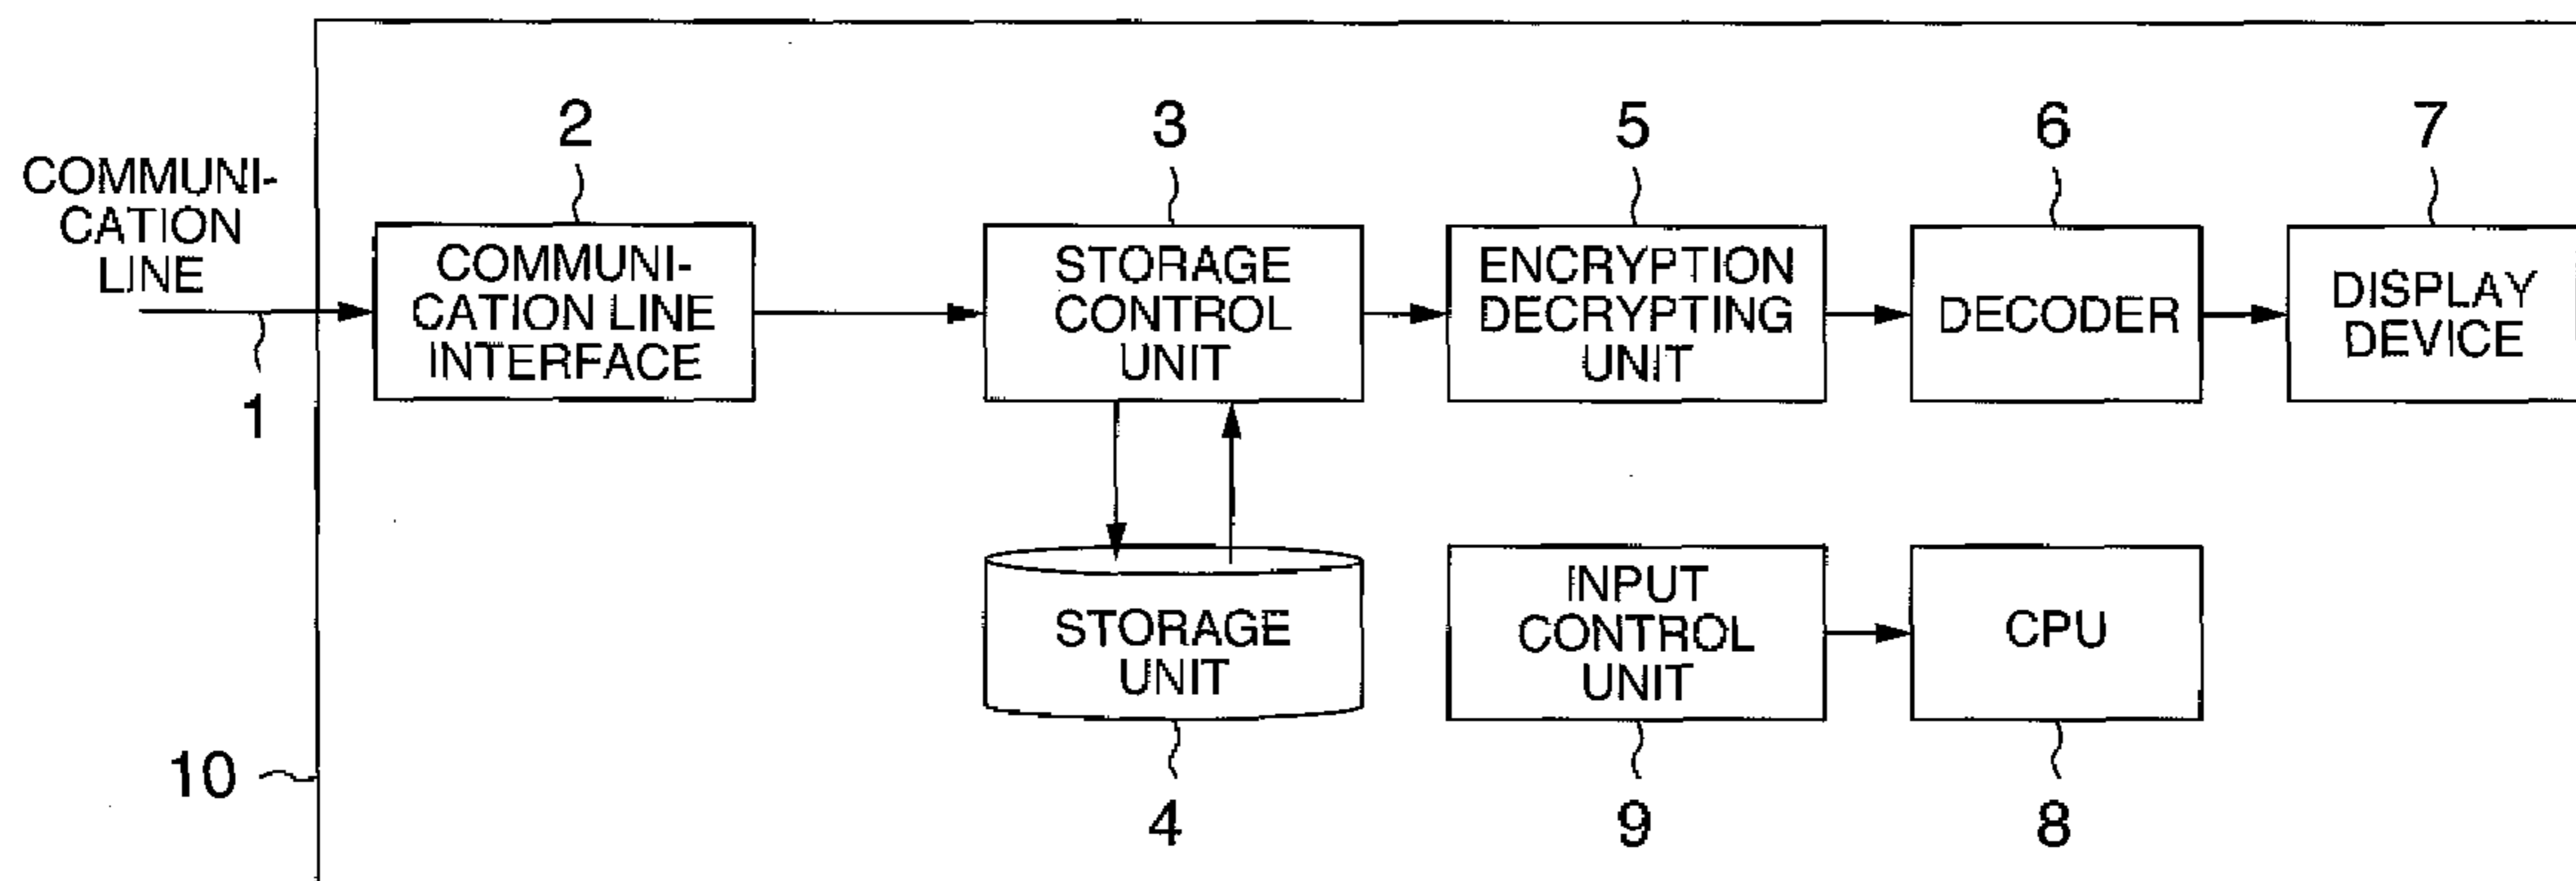 2
3
5
6
7
COMMUNI-
CATION
LINE
COMMUNI-
CATION LINE
INTERFACE
STORAGE
CONTROL
UNIT
ENCRYPTION
DECRYPTING
UNIT
DECODER
DISPLAY
DEVICE
1
STORAGE
UNIT
INPUT
CONTROL
UNIT
CPU
10
4
9
8